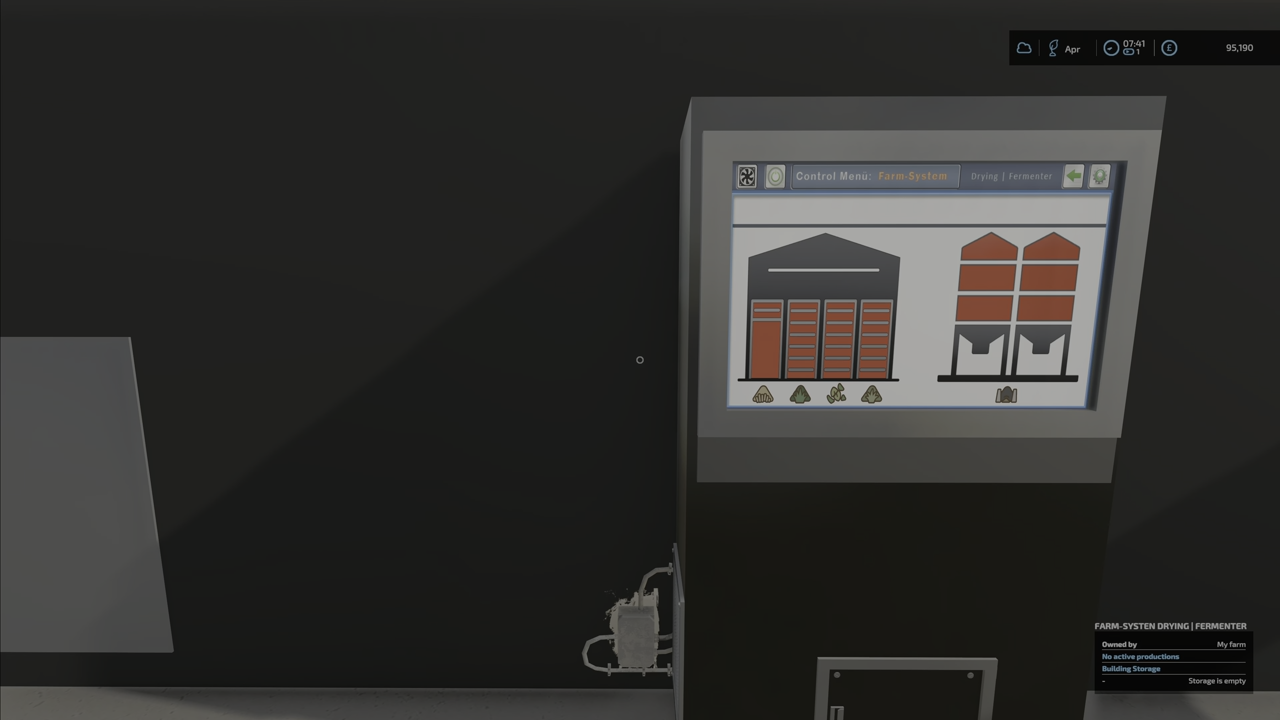 Apr
07:41
1
£
95,190
Control Menü: Farm-System
Drying | Fermenter
FARM-SYSTEN DRYING | FERMENTER
Owned by My farm
No active productions
Building Storage
- Storage is empty